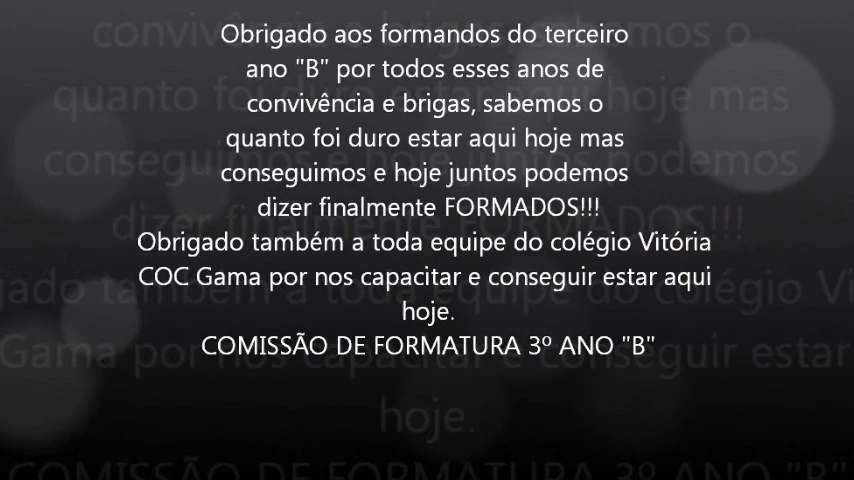 Obrigado aos formandos do terceiro
ano "B" por todos esses anos de
convivência e brigas, sabemos o
quanto foi duro estar aqui hoje mas
conseguimos e hoje juntos podemos
dizer finalmente FORMADOS!!!
Obrigado também a toda equipe do colégio Vitória
COC Gama por nos capacitar e conseguir estar aqui
hoje.
COMISSÃO DE FORMATURA 3º ANO "B"